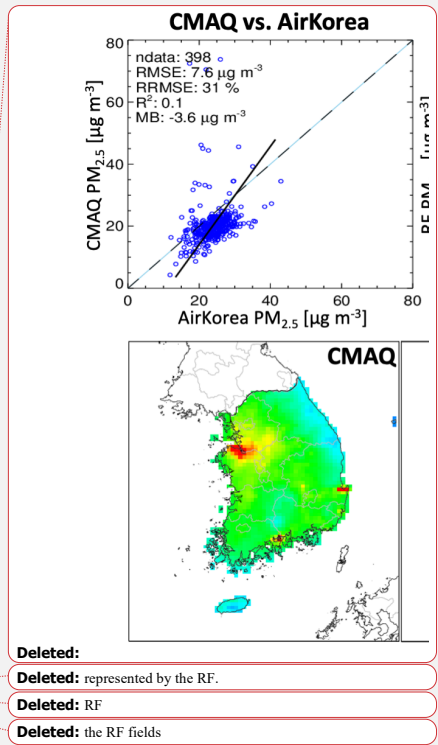 CMAQ vs. AirKorea
80
60
40
20
0
CMAQ PM2.5 [μg m-3]
ndata: 398
RMSE: 7.6 μg m-3
RRMSE: 31 %
R2: 0.1
MB: -3.6 μg m-3
0 20 40 60 80
AirKorea PM2.5 [μg m-3]
CMAQ
Deleted:
Deleted: represented by the RF.
Deleted: RF
Deleted: the RF fields